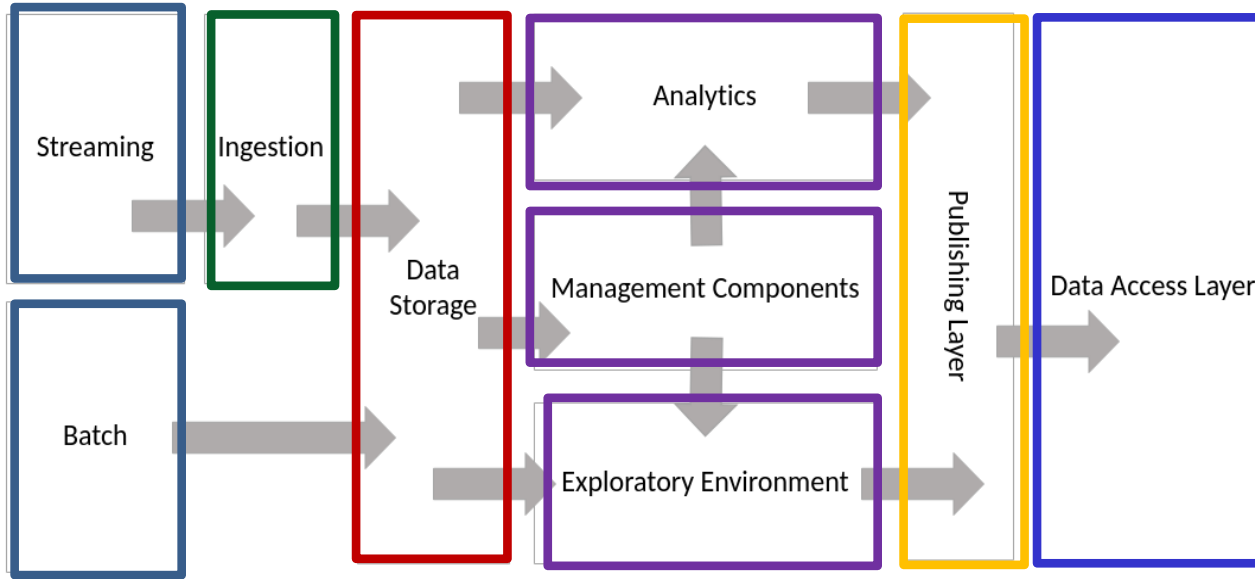 Streaming
Ingestion
Batch
Data
Storage
Analytics
Management Components
Exploratory Environment
Publishing Layer
Data Access Layer